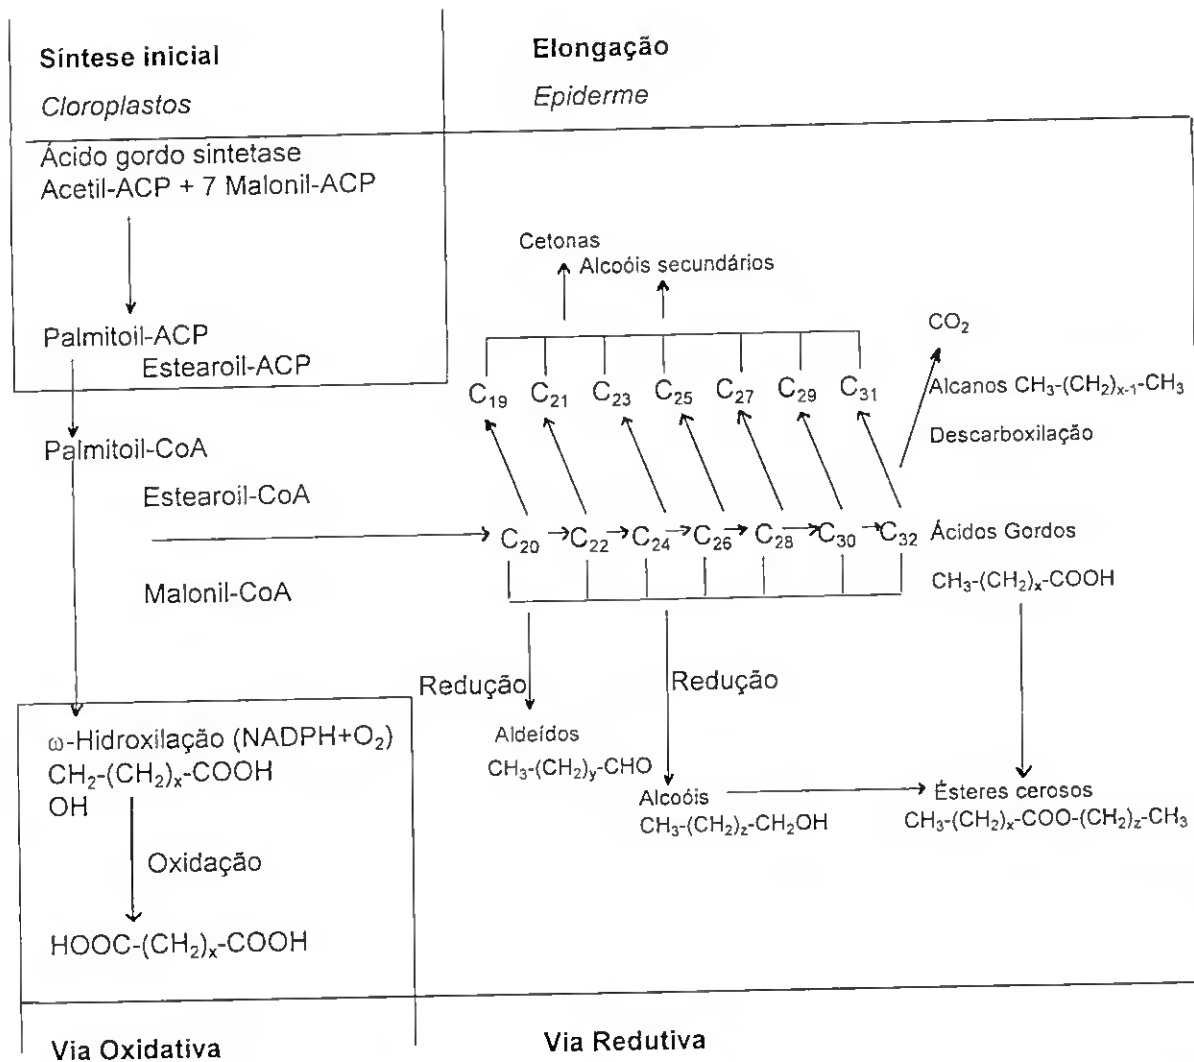 Síntese inicial
Cloroplastos
Elongação
Epiderme
Ácido gordo sintetase
Acetil-ACP + 7 Malonil-ACP
Palmitoil-ACP
Estearoil-ACP
Palmitoil-CoA
Estearoil-CoA
Malonil-CoA
Cetonas
Alcoóis secundários
CO₂
C₁₉ C₂₁ C₂₃ C₂₅ C₂₇ C₂₉ C₃₁
Alcanos CH₃-(CH₂)ₓ₋₁-CH₃
Descarboxilação
C₂₀ C₂₂ C₂₄ C₂₆ C₂₈ C₃₀ C₃₂ Ácidos Gordos
CH₃-(CH₂)ₓ-COOH
Redução
Redução
Aldeídos
CH₃-(CH₂)y-CHO
Alcoóis
CH₃-(CH₂)z-CH₂OH
Ésteres cerosos
CH₃-(CH₂)ₓ-COO-(CH₂)z-CH₃
ω-Hidroxilação (NADPH+O₂)
CH₂-(CH₂)ₓ-COOH
OH
Oxidação
HOOC-(CH₂)ₓ-COOH
Via Oxidativa
Via Redutiva